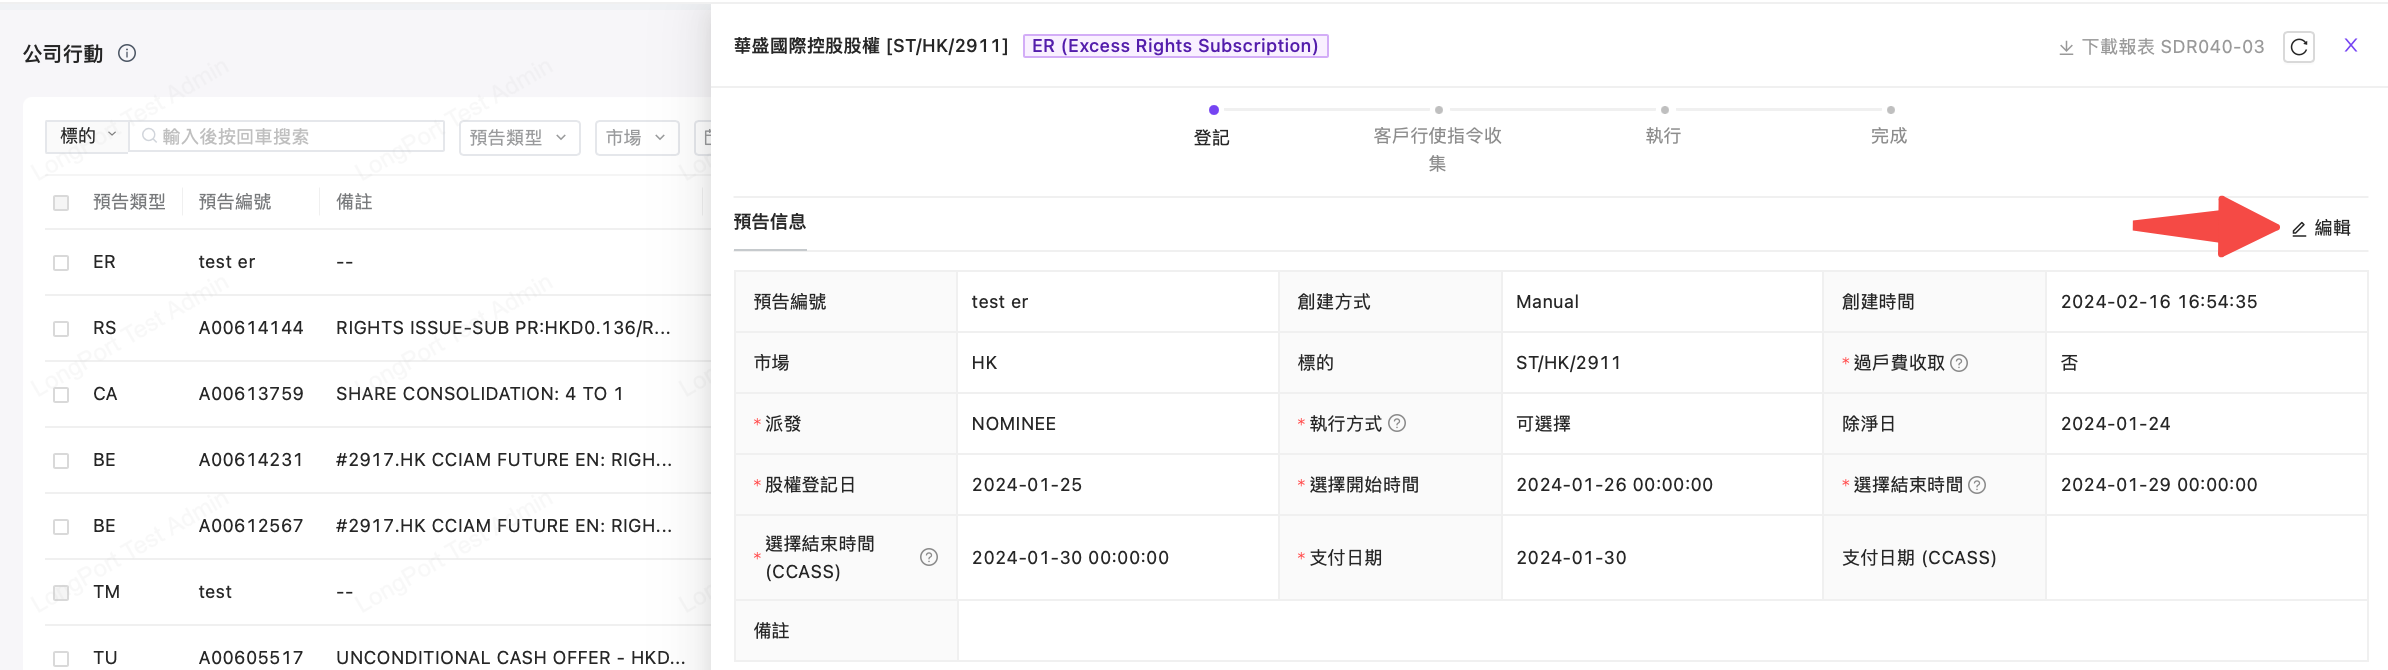 公司行動
標的
輸入後按回車搜索
預告類型
市場
預告類型 預告編號 備註
ER test er --
RS A00614144 RIGHTS ISSUE-SUB PR:HKD0.136/R...
CA A00613759 SHARE CONSOLIDATION: 4 TO 1
BE A00614231 #2917.HK CCIAM FUTURE EN: RIGH...
BE A00612567 #2917.HK CCIAM FUTURE EN: RIGH...
TM test --
TU A00605517 UNCONDITIONAL CASH OFFER - HKD...
LongPort Test Admin
華盛國際控股股權 [ST/HK/2911] ER (Excess Rights Subscription)
下載報表 SDR040-03
登記
客戶行使指令收
集
執行
完成
預告信息
編輯
預告編號 test er 創建方式 Manual 創建時間 2024-02-16 16:54:35
市場 HK 標的 ST/HK/2911 * 過戶費收取 否
* 派發 NOMINEE * 執行方式 可選擇 除淨日 2024-01-24
* 股權登記日 2024-01-25 * 選擇開始時間 2024-01-26 00:00:00 * 選擇結束時間 2024-01-29 00:00:00
* 選擇結束時間
(CCASS) 2024-01-30 00:00:00 * 支付日期 2024-01-30 支付日期 (CCASS)
備註